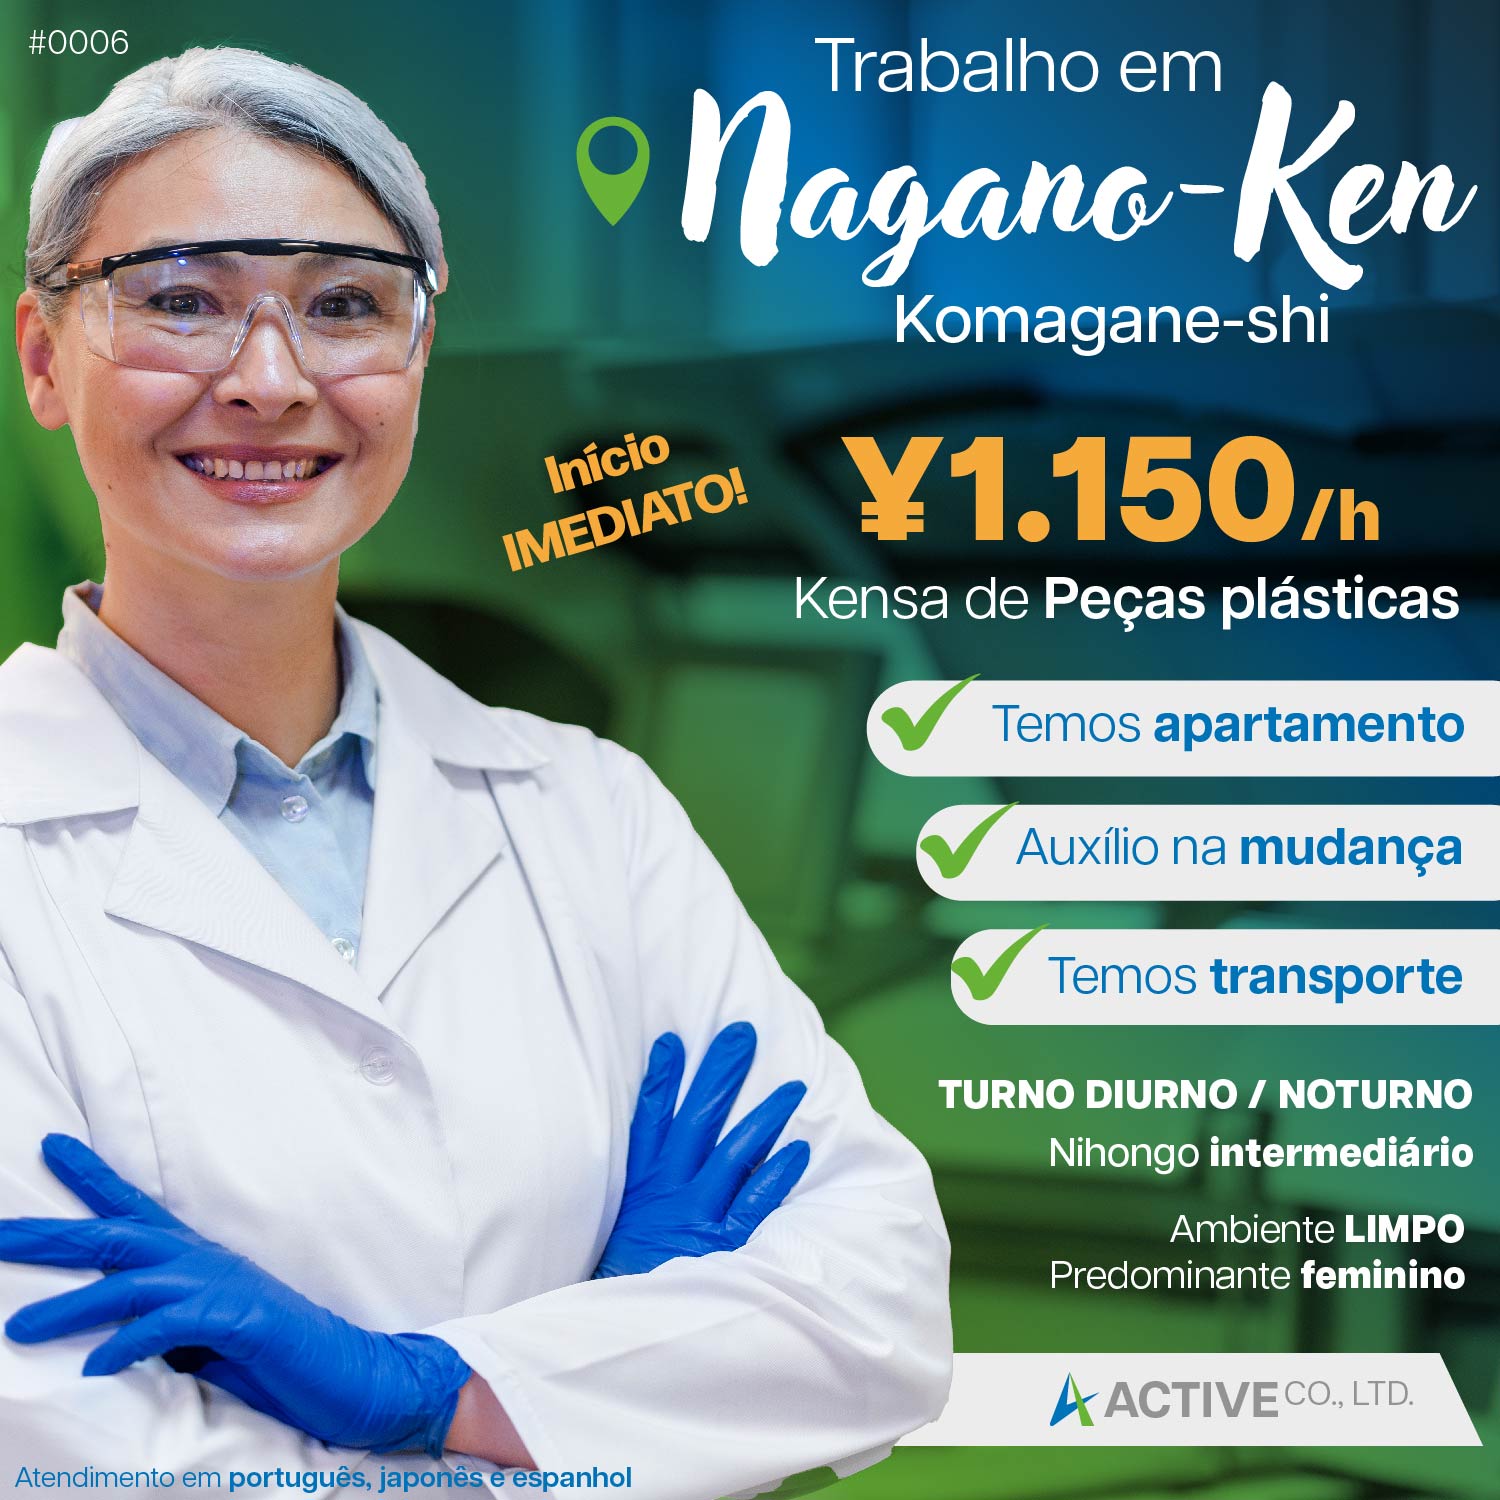 #0006
Trabalho em
Nagano-Ken
Komagane-shi
Início
IMEDIATO!
¥1.150/h
Kensa de Peças plásticas
Temos apartamento
Auxílio na mudança
Temos transporte
TURNO DIURNO / NOTURNO
Nihongo intermediário
Ambiente LIMPO
Predominante feminino
ACTIVE CO., LTD.
Atendimento em português, japonês e espanhol